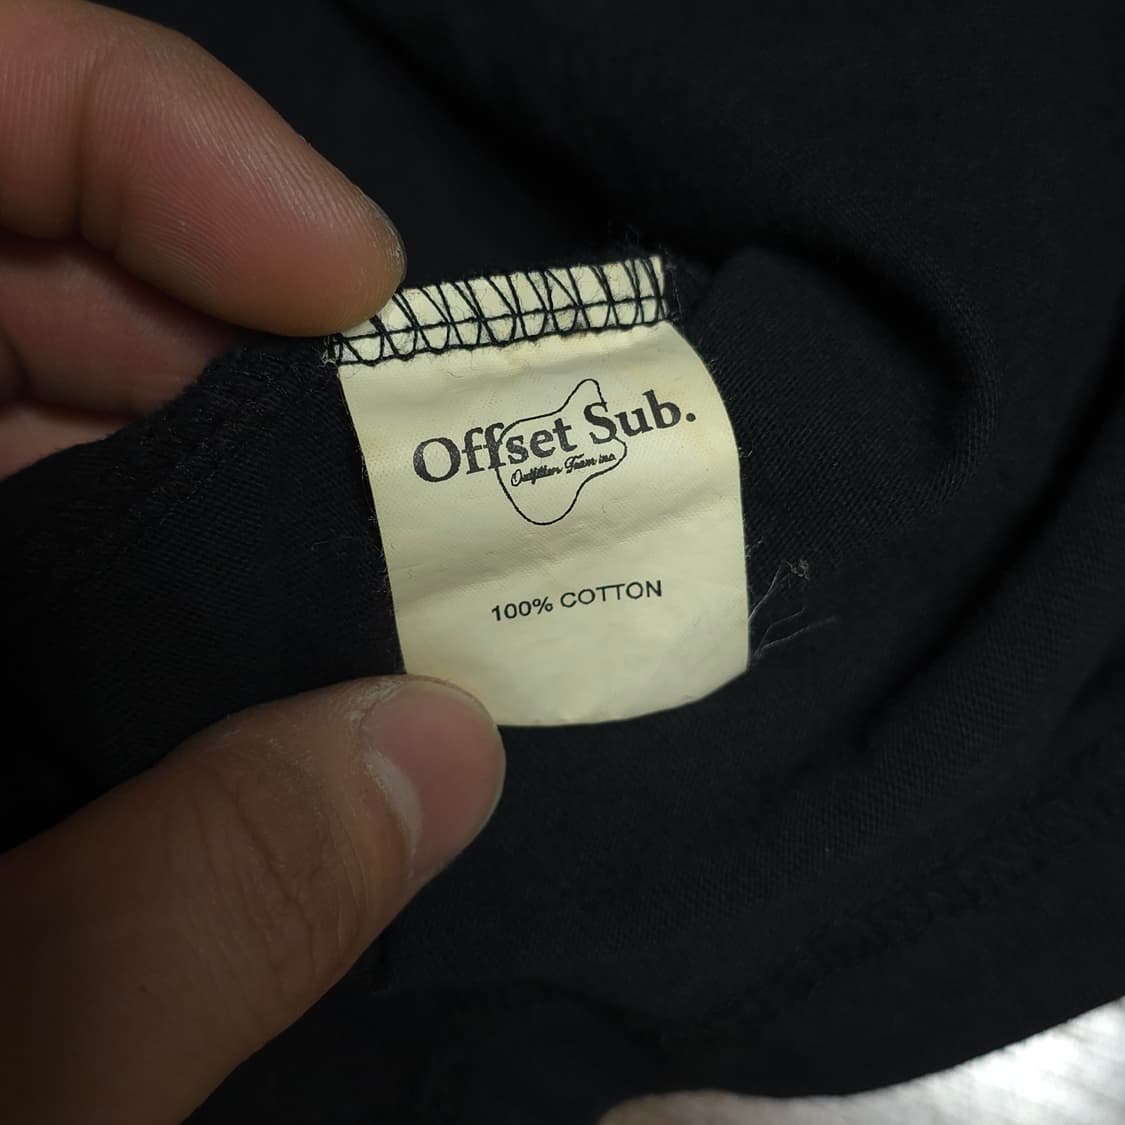 Offset Sub.
Outfitter Team inc.
100% COTTON